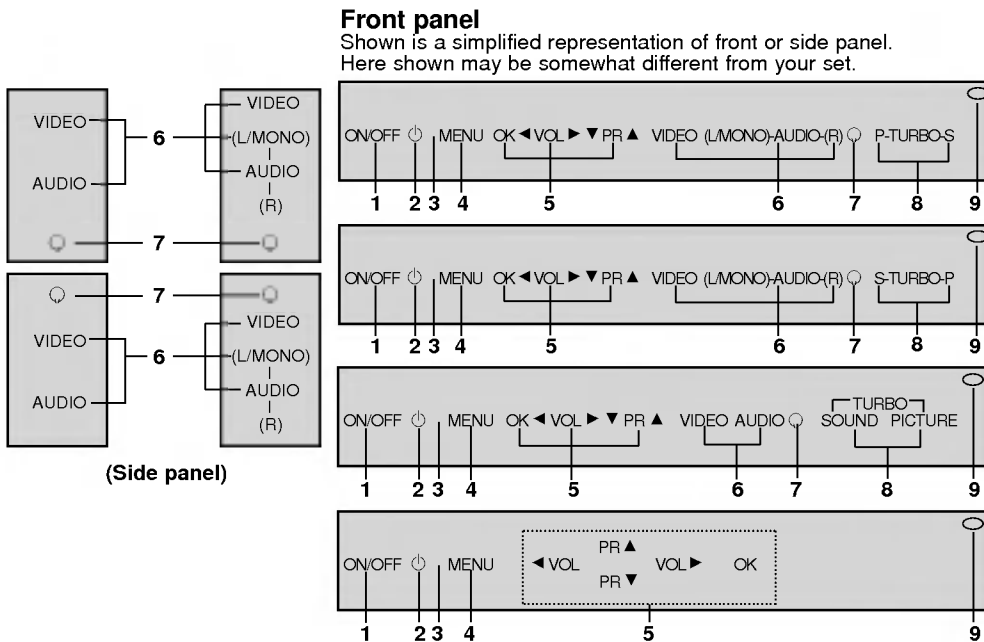 Front panel
Shown is a simplified representation of front or side panel.
Here shown may be somewhat different from your set.
VIDEO
6
AUDIO
7
VIDEO
(L/MONO)
AUDIO
(R)
7
VIDEO
6
AUDIO
VIDEO
(L/MONO)
AUDIO
(R)
(Side panel)
ON/OFF ⏻ MENU OK ◄ VOL ► ▼ PR ▲ VIDEO (L/MONO)-AUDIO-(R) P-TURBO-S
1 2 3 4 5 6 7 8 9
ON/OFF ⏻ MENU OK ◄ VOL ► ▼ PR ▲ VIDEO (L/MONO)-AUDIO-(R) S-TURBO-P
1 2 3 4 5 6 7 8 9
TURBO
ON/OFF ⏻ MENU OK ◄ VOL ► ▼ PR ▲ VIDEO AUDIO SOUND PICTURE
1 2 3 4 5 6 7 8 9
PR ▲
ON/OFF ⏻ MENU ◄ VOL VOL ► OK
PR ▼
1 2 3 4 5 9